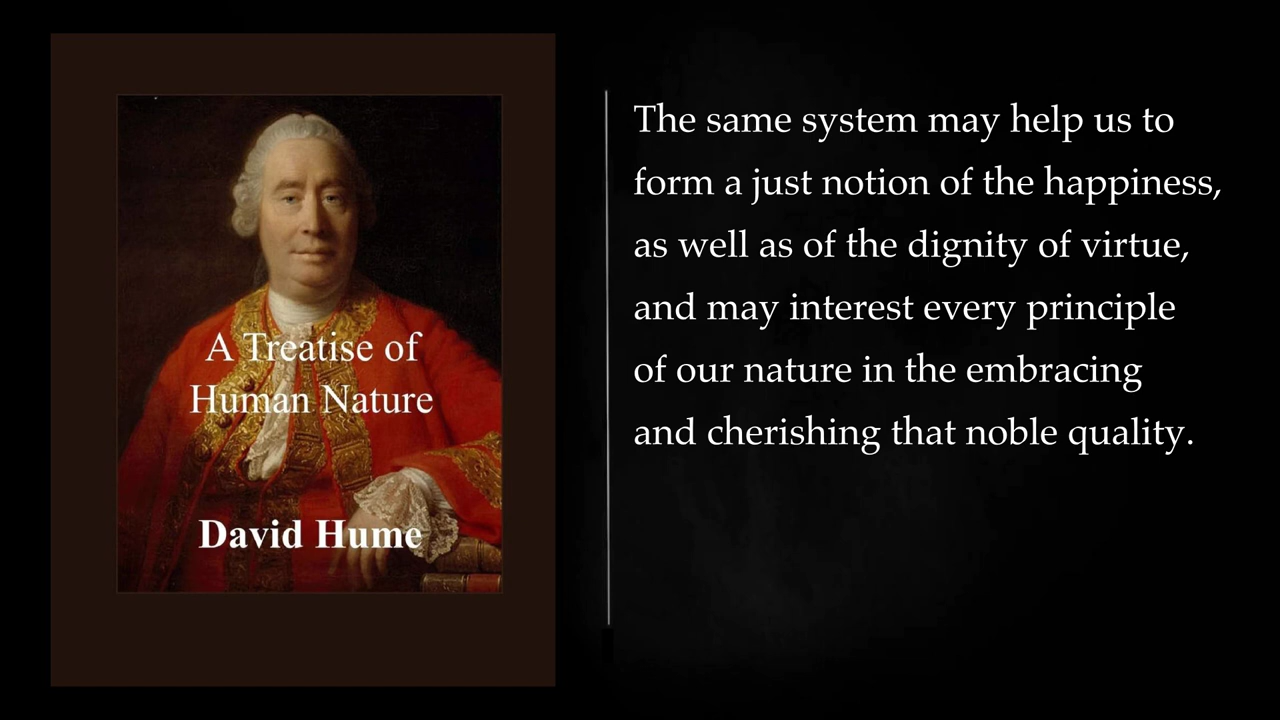 A Treatise of
Human Nature
David Hume
The same system may help us to
form a just notion of the happiness,
as well as of the dignity of virtue,
and may interest every principle
of our nature in the embracing
and cherishing that noble quality.